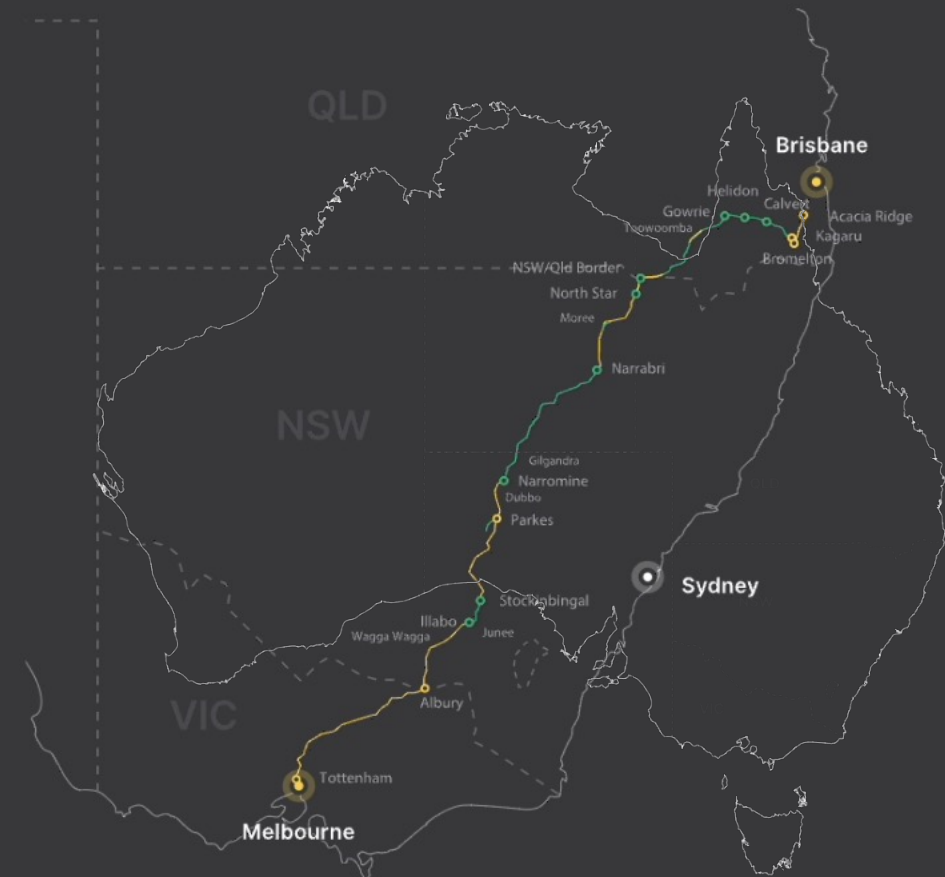 QLD
Brisbane
Helidon
Calvert
Gowrie
Acacia Ridge
Toowoomba
Kagaru
Bromelton
NSW/Qld Border
North Star
Moree
Narrabri
NSW
Gilgandra
Narromine
Dubbo
Parkes
Sydney
Stockinbingal
Illabo
Junee
Wagga Wagga
Albury
VIC
Tottenham
Melbourne